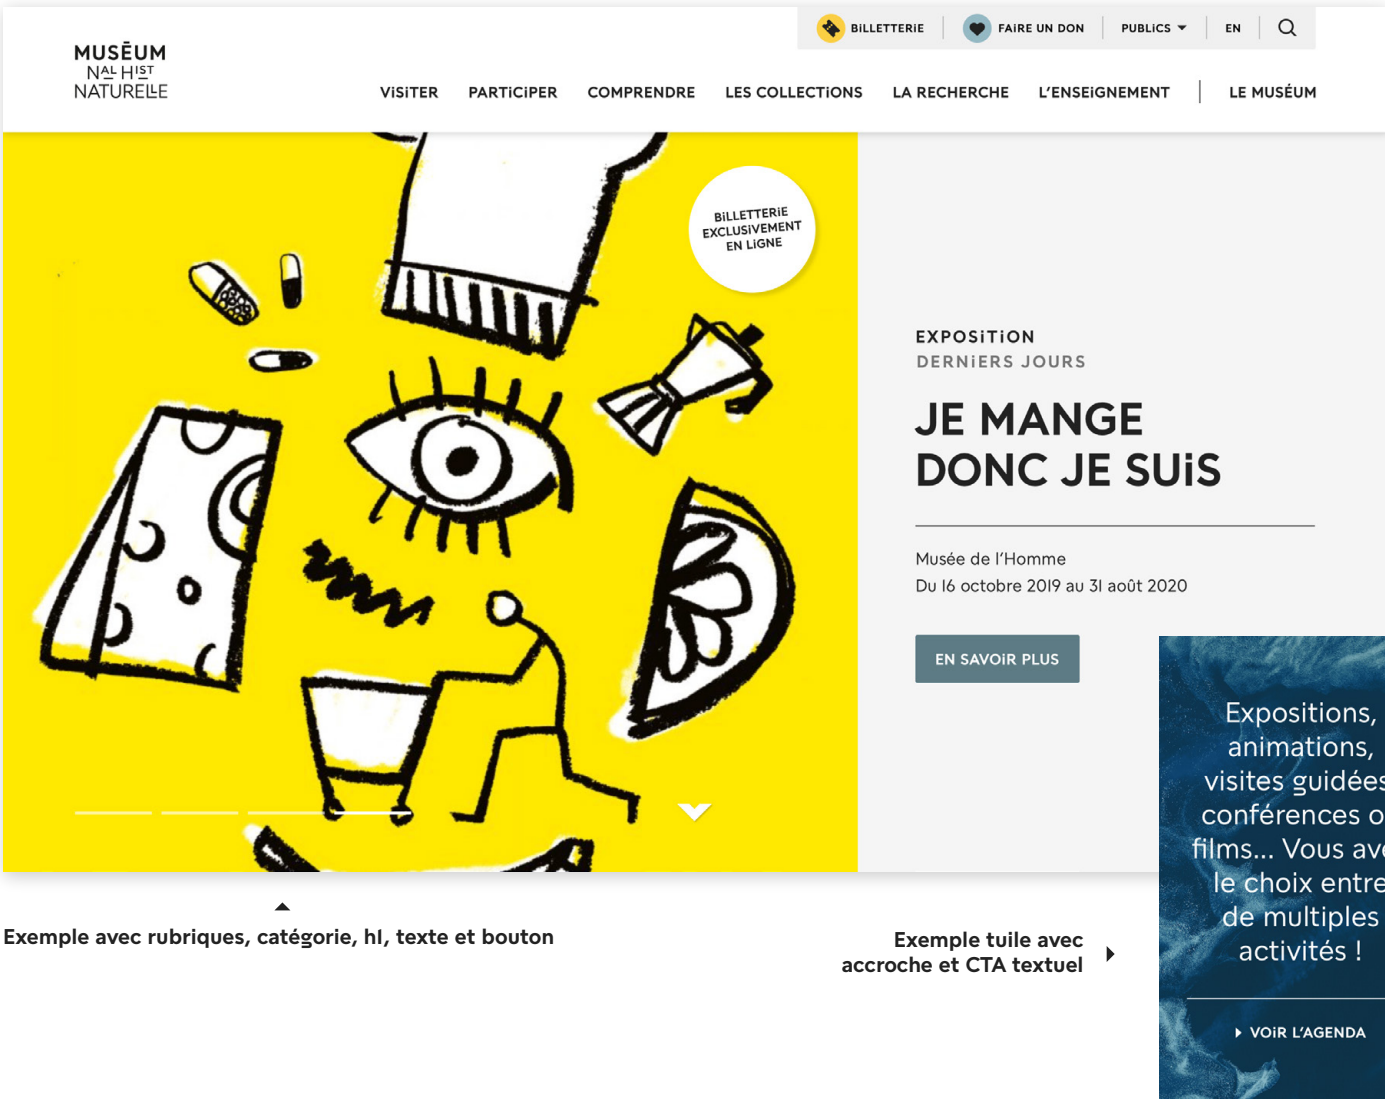 BiLLETTERiE
FAiRE UN DON
PUBLiCS
EN
MUSĒUM
NAL HIST
NATURELLE
ViSiTER
PARTiCiPER
COMPRENDRE
LES COLLECTiONS
LA RECHERCHE
L'ENSEiGNEMENT
LE MUSÉUM
BiLLETTERiE
EXCLUSiVEMENT
EN LiGNE
EXPOSiTiON
DERNiERS JOURS
JE MANGE
DONC JE SUiS
Musée de l'Homme
Du 16 octobre 2019 au 31 août 2020
EN SAVOiR PLUS
Exemple avec rubriques, catégorie, h1, texte et bouton
Exemple tuile avec
accroche et CTA textuel
Expositions,
animations,
visites guidées
conférences o
films... Vous ave
le choix entre
de multiples
activités !
VOiR L'AGENDA